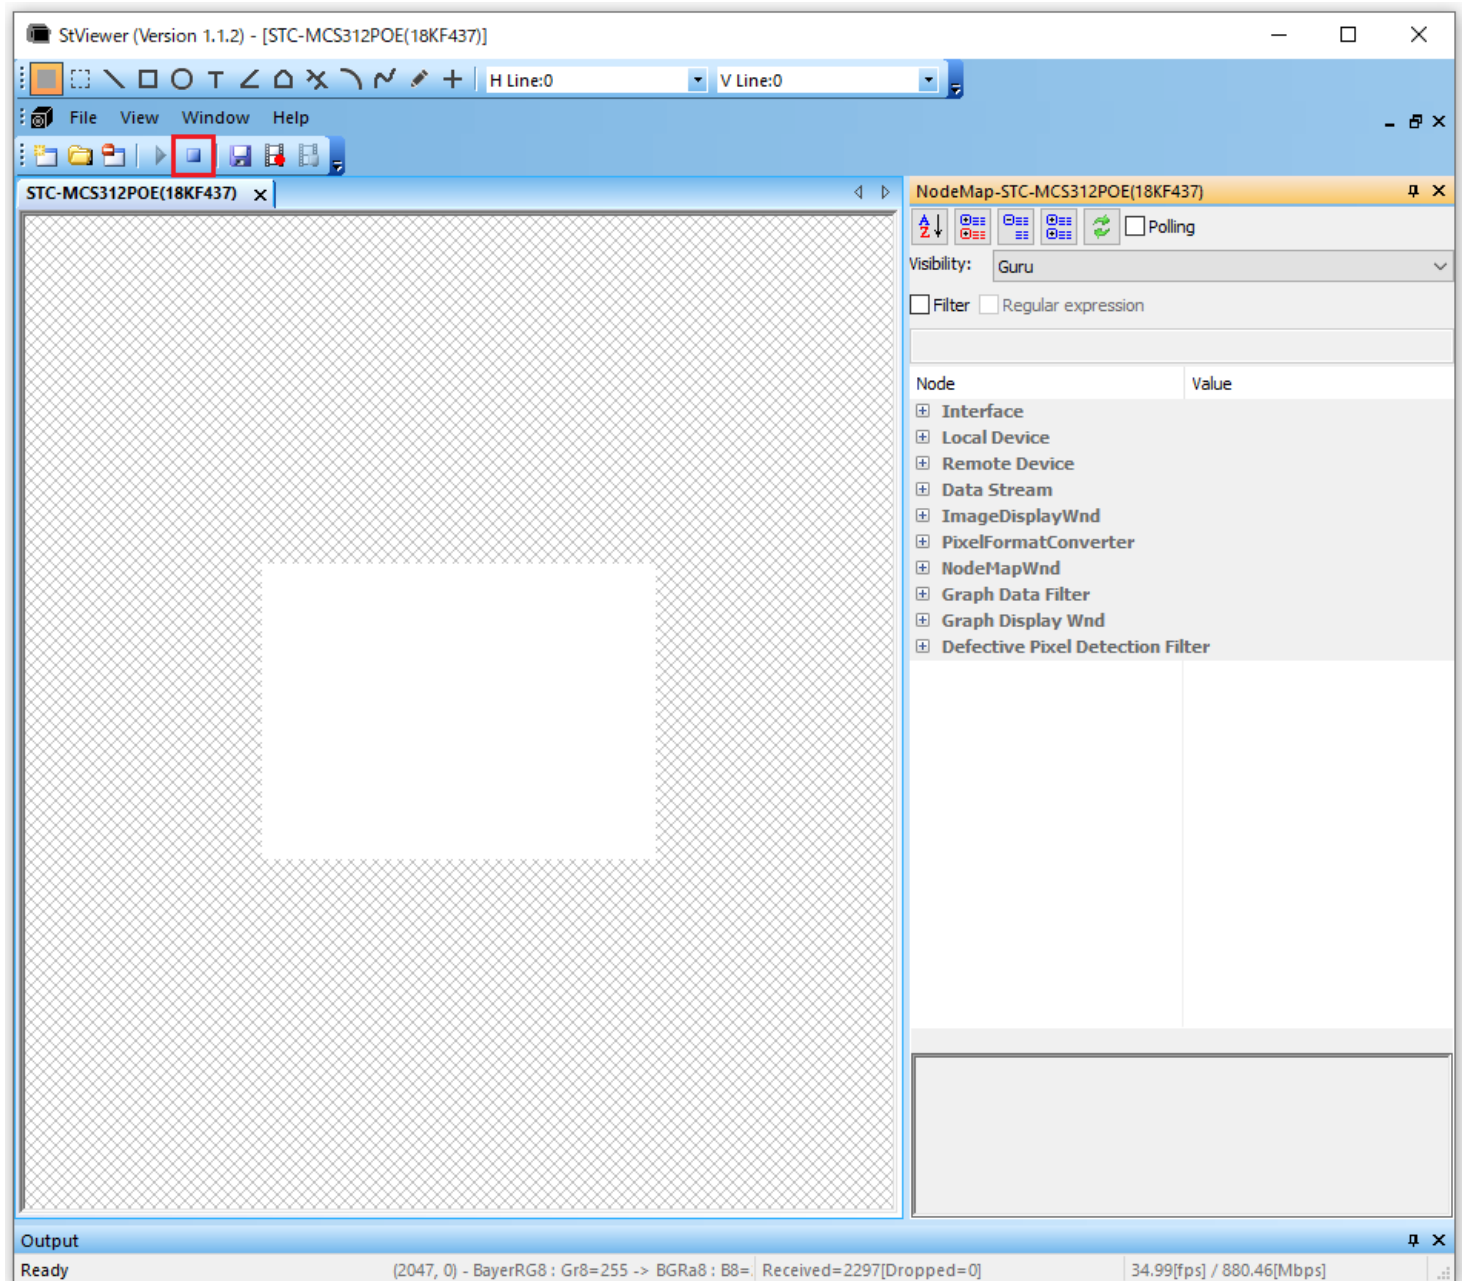 StViewer (Version 1.1.2) - [STC-MCS312POE(18KF437)]
H Line:0 V Line:0
File View Window Help
STC-MCS312POE(18KF437)
NodeMap-STC-MCS312POE(18KF437)
Polling
Visibility: Guru
Filter Regular expression
Node Value
Interface
Local Device
Remote Device
Data Stream
ImageDisplayWnd
PixelFormatConverter
NodeMapWnd
Graph Data Filter
Graph Display Wnd
Defective Pixel Detection Filter
Output
Ready (2047, 0) - BayerRG8 : Gr8=255 -> BGRa8 : B8=. Received=2297[Dropped=0] 34.99[fps] / 880.46[Mbps]